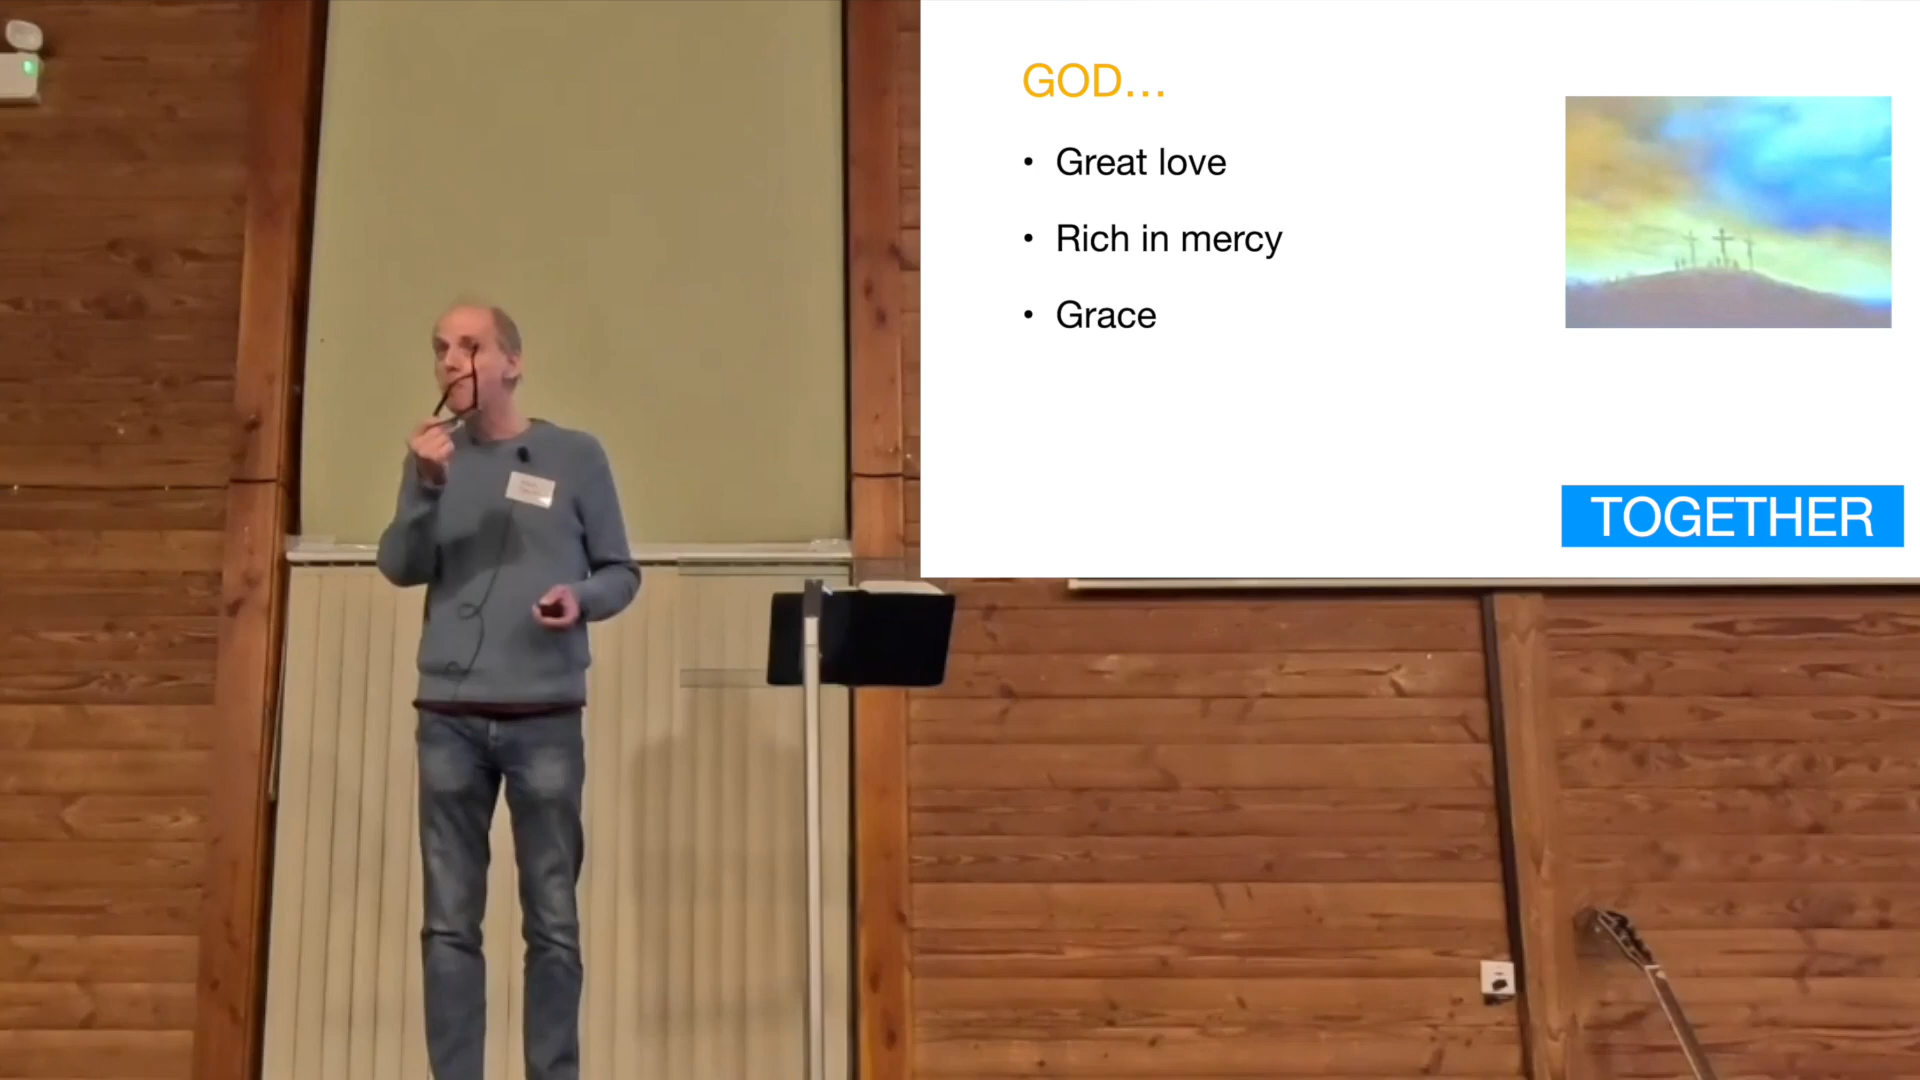 GOD...
• Great love
• Rich in mercy
• Grace
TOGETHER